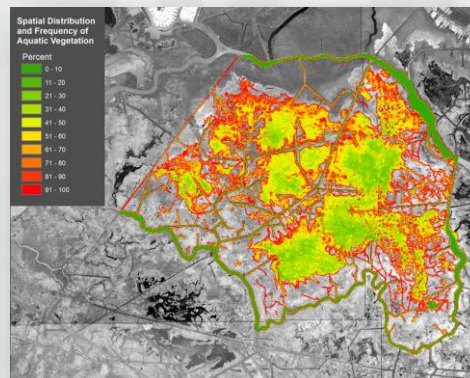 Spatial Distribution
and Frequency of
Aquatic Vegetation
Percent
0 - 10
11 - 20
21 - 30
31 - 40
41 - 50
51 - 60
61 - 70
71 - 80
81 - 90
91 - 100